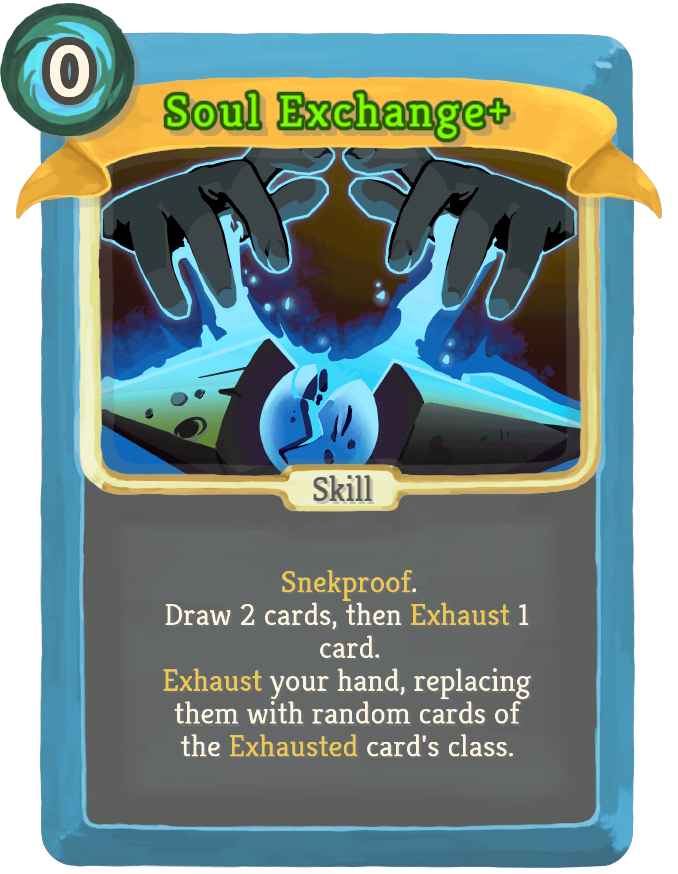 0
Soul Exchange+
Skill
Snekproof.
Draw 2 cards, then Exhaust 1
card.
Exhaust your hand, replacing
them with random cards of
the Exhausted card's class.